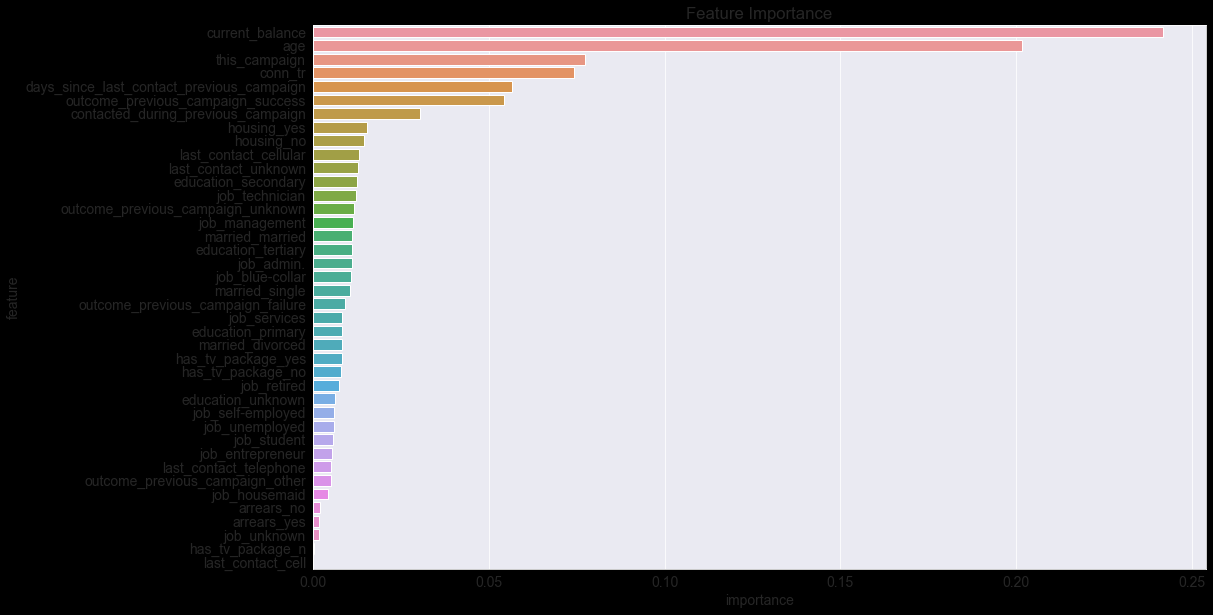 Feature Importance
current_balance
age
this_campaign
conn_tr
days_since_last_contact_previous_campaign
outcome_previous_campaign_success
contacted_during_previous_campaign
housing_yes
housing_no
last_contact_cellular
last_contact_unknown
education_secondary
job_technician
outcome_previous_campaign_unknown
job_management
married_married
education_tertiary
job_admin.
job_blue-collar
married_single
outcome_previous_campaign_failure
job_services
education_primary
married_divorced
has_tv_package_yes
has_tv_package_no
job_retired
education_unknown
job_self-employed
job_unemployed
job_student
job_entrepreneur
last_contact_telephone
outcome_previous_campaign_other
job_housemaid
arrears_no
arrears_yes
job_unknown
has_tv_package_n
last_contact_cell
feature
0.00 0.05 0.10 0.15 0.20 0.25
importance